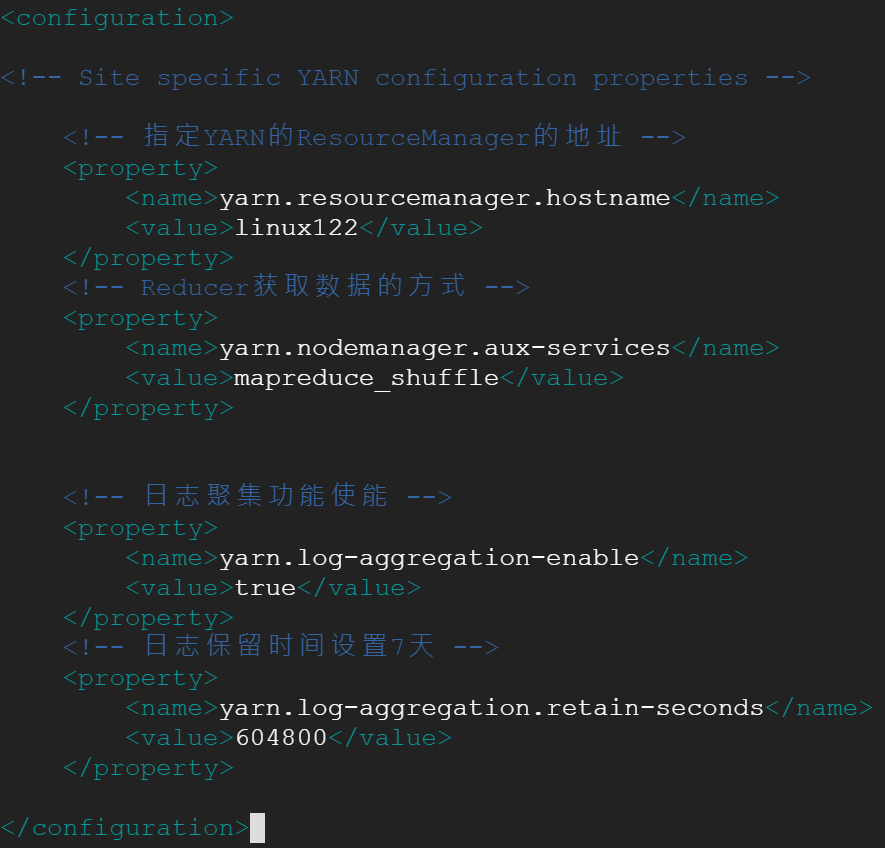 <configuration>
<!-- Site specific YARN configuration properties -->
<!-- 指定YARN的ResourceManager的地址 -->
<property>
<name>yarn.resourcemanager.hostname</name>
<value>linux122</value>
</property>
<!-- Reducer获取数据的方式 -->
<property>
<name>yarn.nodemanager.aux-services</name>
<value>mapreduce_shuffle</value>
</property>
<!-- 日志聚集功能使能 -->
<property>
<name>yarn.log-aggregation-enable</name>
<value>true</value>
</property>
<!-- 日志保留时间设置7天 -->
<property>
<name>yarn.log-aggregation.retain-seconds</name>
<value>604800</value>
</property>
</configuration>